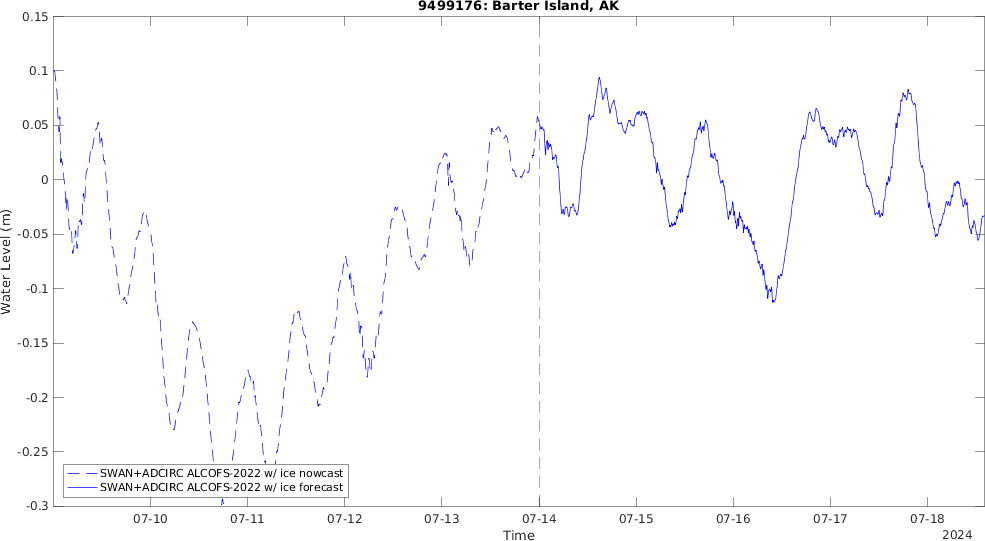 9499176: Barter Island, AK
Water Level (m)
0.15
0.1
0.05
0
-0.05
-0.1
-0.15
-0.2
-0.25
-0.3
SWAN+ADCIRC ALCOFS-2022 w/ ice nowcast
SWAN+ADCIRC ALCOFS-2022 w/ ice forecast
07-10 07-11 07-12 07-13 07-14 07-15 07-16 07-17 07-18
Time
2024